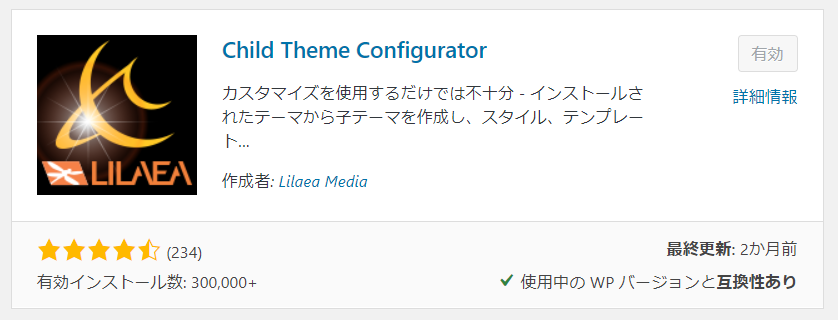 Child Theme Configurator
有効
カスタマイズを使用するだけでは不十分 - インストールさ
れたテーマから子テーマを作成し、スタイル、テンプレー
ト...
詳細情報
作成者: Lilaea Media
LILAEA
(234)
最終更新: 2か月前
有効インストール数: 300,000+
使用中の WP バージョンと互換性あり